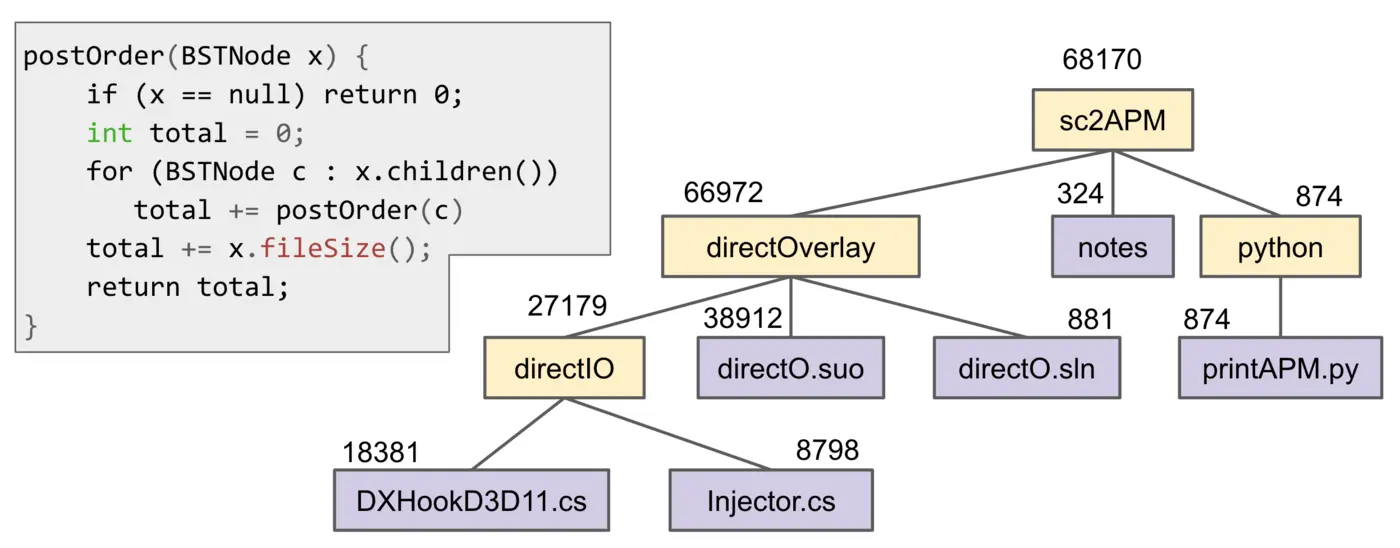 postOrder(BSTNode x) {
if (x == null) return 0;
int total = 0;
for (BSTNode c : x.children())
total += postOrder(c)
total += x.fileSize();
return total;
}
68170
sc2APM
66972
324
874
directOverlay
notes
python
27179
38912
881
874
directIO
directO.suo
directO.sln
printAPM.py
18381
8798
DXHookD3D11.cs
Injector.cs